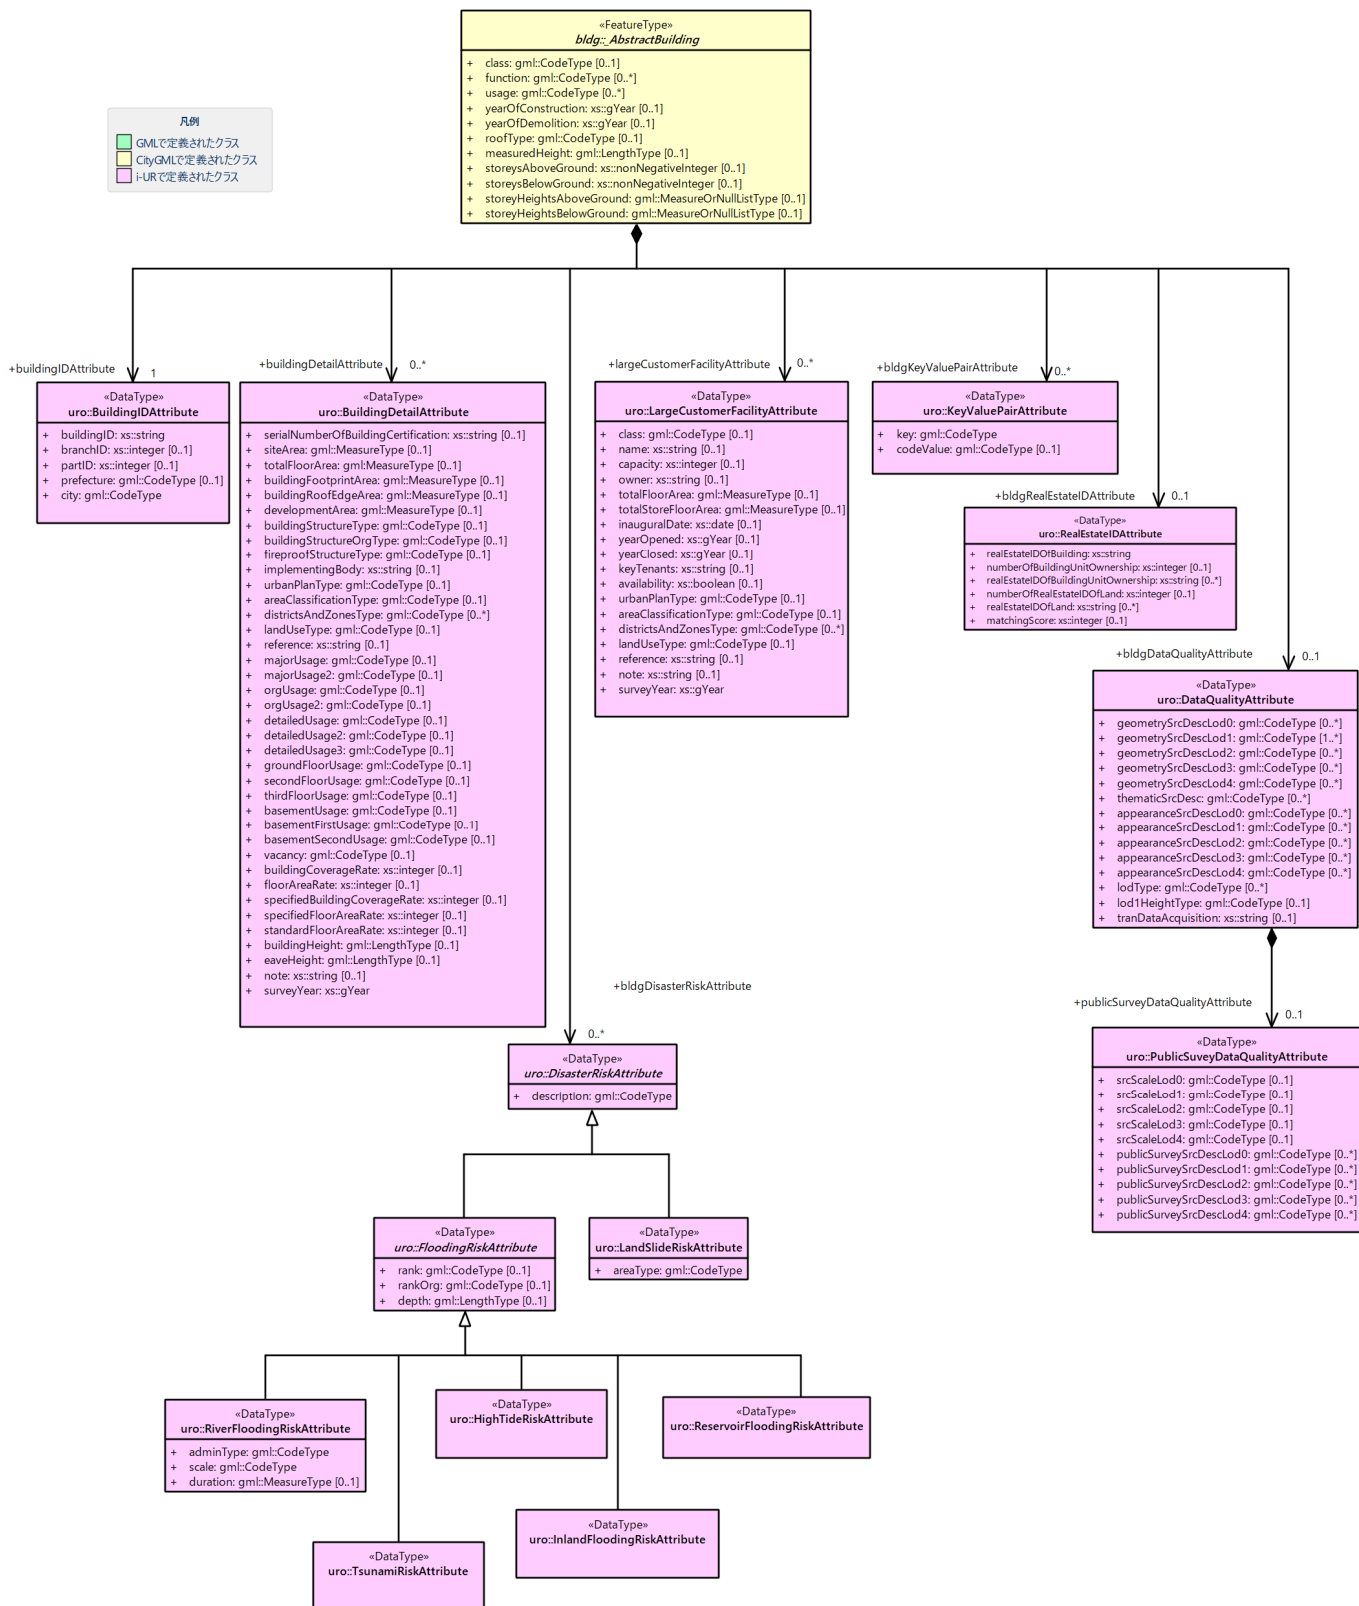 «FeatureType»
bldg::_AbstractBuilding
+ class: gml::CodeType [0..1]
+ function: gml::CodeType [0..*]
+ usage: gml::CodeType [0..*]
+ yearOfConstruction: xs::gYear [0..1]
+ yearOfDemolition: xs::gYear [0..1]
+ roofType: gml::CodeType [0..1]
+ measuredHeight: gml::LengthType [0..1]
+ storeysAboveGround: xs::nonNegativeInteger [0..1]
+ storeysBelowGround: xs::nonNegativeInteger [0..1]
+ storeyHeightsAboveGround: gml::MeasureOrNullListType [0..1]
+ storeyHeightsBelowGround: gml::MeasureOrNullListType [0..1]
凡例
GMLで定義されたクラス
CityGMLで定義されたクラス
i-URで定義されたクラス
+buildingIDAttribute
1
«DataType»
uro::BuildingIDAttribute
+ buildingID: xs::string
+ branchID: xs::integer [0..1]
+ partID: xs::integer [0..1]
+ prefecture: gml::CodeType [0..1]
+ city: gml::CodeType
+buildingDetailAttribute
0..*
«DataType»
uro::BuildingDetailAttribute
+ serialNumberOfBuildingCertification: xs::string [0..1]
+ siteArea: gml::MeasureType [0..1]
+ totalFloorArea: gml:MeasureType [0..1]
+ buildingFootprintArea: gml::MeasureType [0..1]
+ buildingRoofEdgeArea: gml::MeasureType [0..1]
+ developmentArea: gml::MeasureType [0..1]
+ buildingStructureType: gml::CodeType [0..1]
+ buildingStructureOrgType: gml::CodeType [0..1]
+ fireproofStructureType: gml::CodeType [0..1]
+ implementingBody: xs::string [0..1]
+ urbanPlanType: gml::CodeType [0..1]
+ areaClassificationType: gml::CodeType [0..1]
+ districtsAndZonesType: gml::CodeType [0..*]
+ landUseType: gml::CodeType [0..1]
+ reference: xs::string [0..1]
+ majorUsage: gml::CodeType [0..1]
+ majorUsage2: gml::CodeType [0..1]
+ orgUsage: gml::CodeType [0..1]
+ orgUsage2: gml::CodeType [0..1]
+ detailedUsage: gml::CodeType [0..1]
+ detailedUsage2: gml::CodeType [0..1]
+ detailedUsage3: gml::CodeType [0..1]
+ groundFloorUsage: gml::CodeType [0..1]
+ secondFloorUsage: gml::CodeType [0..1]
+ thirdFloorUsage: gml::CodeType [0..1]
+ basementUsage: gml::CodeType [0..1]
+ basementFirstUsage: gml::CodeType [0..1]
+ basementSecondUsage: gml::CodeType [0..1]
+ vacancy: gml::CodeType [0..1]
+ buildingCoverageRate: xs::integer [0..1]
+ floorAreaRate: xs::integer [0..1]
+ specifiedBuildingCoverageRate: xs::integer [0..1]
+ specifiedFloorAreaRate: xs::integer [0..1]
+ standardFloorAreaRate: xs::integer [0..1]
+ buildingHeight: gml::LengthType [0..1]
+ eaveHeight: gml::LengthType [0..1]
+ note: xs::string [0..1]
+ surveyYear: xs::gYear
+largeCustomerFacilityAttribute
0..*
«DataType»
uro::LargeCustomerFacilityAttribute
+ class: gml::CodeType [0..1]
+ name: xs::string [0..1]
+ capacity: xs::integer [0..1]
+ owner: xs::string [0..1]
+ totalFloorArea: gml::MeasureType [0..1]
+ totalStoreFloorArea: gml::MeasureType [0..1]
+ inauguralDate: xs::date [0..1]
+ yearOpened: xs::gYear [0..1]
+ yearClosed: xs::gYear [0..1]
+ keyTenants: xs::string [0..1]
+ availability: xs::boolean [0..1]
+ urbanPlanType: gml::CodeType [0..1]
+ areaClassificationType: gml::CodeType [0..1]
+ districtsAndZonesType: gml::CodeType [0..*]
+ landUseType: gml::CodeType [0..1]
+ reference: xs::string [0..1]
+ note: xs::string [0..1]
+ surveyYear: xs::gYear
+bldgKeyValuePairAttribute
0..*
«DataType»
uro::KeyValuePairAttribute
+ key: gml::CodeType
+ codeValue: gml::CodeType [0..1]
+bldgRealEstateIDAttribute
0..1
«DataType»
uro::RealEstateIDAttribute
+ realEstateIDOfBuilding: xs::string
+ numberOfBuildingUnitOwnership: xs::integer [0..1]
+ realEstateIDOfBuildingUnitOwnership: xs::string [0..*]
+ numberOfRealEstateIDOfLand: xs::integer [0..1]
+ realEstateIDOfLand: xs::string [0..*]
+ matchingScore: xs::integer [0..1]
+bldgDataQualityAttribute
0..1
«DataType»
uro::DataQualityAttribute
+ geometrySrcDescLod0: gml::CodeType [0..*]
+ geometrySrcDescLod1: gml::CodeType [1..*]
+ geometrySrcDescLod2: gml::CodeType [0..*]
+ geometrySrcDescLod3: gml::CodeType [0..*]
+ geometrySrcDescLod4: gml::CodeType [0..*]
+ thematicSrcDesc: gml::CodeType [0..*]
+ appearanceSrcDescLod0: gml::CodeType [0..*]
+ appearanceSrcDescLod1: gml::CodeType [0..*]
+ appearanceSrcDescLod2: gml::CodeType [0..*]
+ appearanceSrcDescLod3: gml::CodeType [0..*]
+ appearanceSrcDescLod4: gml::CodeType [0..*]
+ lodType: gml::CodeType [0..*]
+ lod1HeightType: gml::CodeType [0..1]
+ tranDataAcquisition: xs::string [0..1]
+publicSurveyDataQualityAttribute
0..1
«DataType»
uro::PublicSuveyDataQualityAttribute
+ srcScaleLod0: gml::CodeType [0..1]
+ srcScaleLod1: gml::CodeType [0..1]
+ srcScaleLod2: gml::CodeType [0..1]
+ srcScaleLod3: gml::CodeType [0..1]
+ srcScaleLod4: gml::CodeType [0..1]
+ publicSurveySrcDescLod0: gml::CodeType [0..*]
+ publicSurveySrcDescLod1: gml::CodeType [0..*]
+ publicSurveySrcDescLod2: gml::CodeType [0..*]
+ publicSurveySrcDescLod3: gml::CodeType [0..*]
+ publicSurveySrcDescLod4: gml::CodeType [0..*]
+bldgDisasterRiskAttribute
0..*
«DataType»
uro::DisasterRiskAttribute
+ description: gml::CodeType
«DataType»
uro::FloodingRiskAttribute
+ rank: gml::CodeType [0..1]
+ rankOrg: gml::CodeType [0..1]
+ depth: gml::LengthType [0..1]
«DataType»
uro::LandSlideRiskAttribute
+ areaType: gml::CodeType
«DataType»
uro::RiverFloodingRiskAttribute
+ adminType: gml::CodeType
+ scale: gml::CodeType
+ duration: gml::MeasureType [0..1]
«DataType»
uro::HighTideRiskAttribute
«DataType»
uro::ReservoirFloodingRiskAttribute
«DataType»
uro::InlandFloodingRiskAttribute
«DataType»
uro::TsunamiRiskAttribute